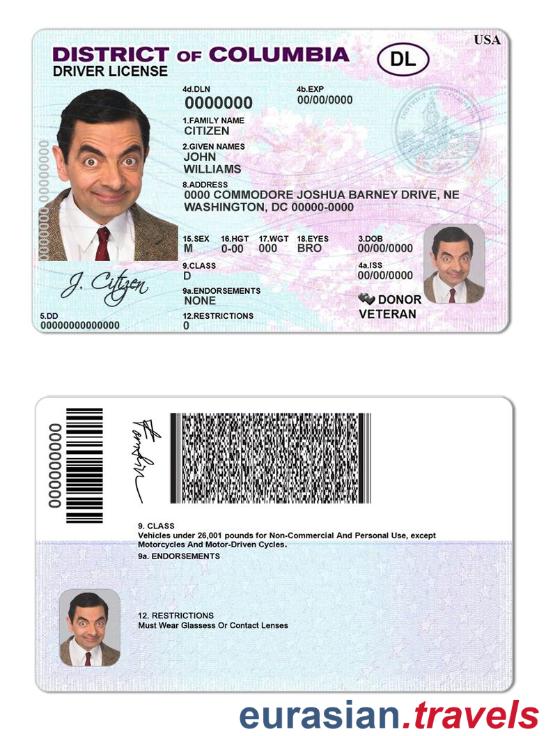 USA
DISTRICT OF COLUMBIA
DL
DRIVER LICENSE
4d.DLN
4b.EXP
0000000
00/00/0000
1.FAMILY NAME
CITIZEN
2.GIVEN NAMES
JOHN
WILLIAMS
8.ADDRESS
0000 COMMODORE JOSHUA BARNEY DRIVE, NE
WASHINGTON, DC 00000-0000
15.SEX 16.HGT 17.WGT 18.EYES
M 0-00 000 BRO
3.DOB
00/00/0000
9.CLASS
D
4a.ISS
00/00/0000
9a.ENDORSEMENTS
NONE
DONOR
VETERAN
J. Citizen
5.DD
00000000000000
12.RESTRICTIONS
0
000000000
9. CLASS
Vehicles under 26,001 pounds for Non-Commercial And Personal Use, except
Motorcycles And Motor-Driven Cycles.
9a. ENDORSEMENTS
12. RESTRICTIONS
Must Wear Glassess Or Contact Lenses
eurasian.travels